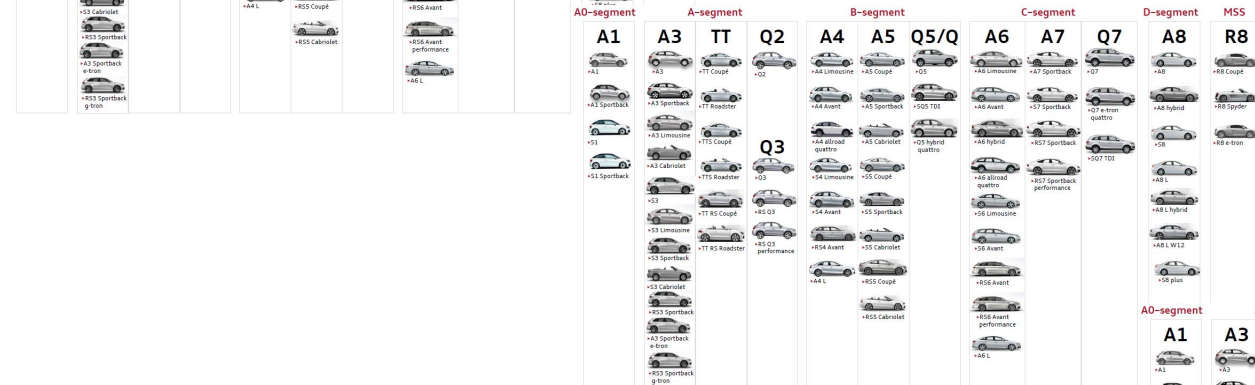 S3 Cabriolet
RS3 Sportback
A3 Sportback
e-tron
RS3 Sportback
g-tron
A4 L
RS5 Coupé
RS5 Cabriolet
RS6 Avant
RS6 Avant
performance
A6 L
A0-segment
A-segment
B-segment
C-segment
D-segment
MSS
A1
A1
A1 Sportback
S1
S1 Sportback
A3
A3
A3 Sportback
A3 Limousine
A3 Cabriolet
S3
S3 Limousine
S3 Sportback
S3 Cabriolet
RS3 Sportback
A3 Sportback
e-tron
RS3 Sportback
g-tron
TT
TT Coupé
TT Roadster
TTS Coupé
TTS Roadster
TT RS Coupé
TT RS Roadster
Q2
Q2
Q3
Q3
RS Q3
RS Q3
performance
A4
A4 Limousine
A4 Avant
A4 allroad
quattro
S4 Limousine
S4 Avant
RS4 Avant
A4 L
A5
A5 Coupé
A5 Sportback
A5 Cabriolet
S5 Coupé
S5 Sportback
S5 Cabriolet
RS5 Coupé
RS5 Cabriolet
Q5/Q
Q5
SQ5 TDI
Q5 hybrid
quattro
A6
A6 Limousine
A6 Avant
A6 hybrid
A6 allroad
quattro
S6 Limousine
S6 Avant
RS6 Avant
RS6 Avant
performance
A6 L
A7
A7 Sportback
S7 Sportback
RS7 Sportback
RS7 Sportback
performance
Q7
Q7
Q7 e-tron
quattro
SQ7 TDI
A8
A8
A8 hybrid
S8
A8 L
A8 L hybrid
A8 L W12
S8 plus
R8
R8 Coupé
R8 Spyder
R8 e-tron
A0-segment
A1
A1
A3
A3